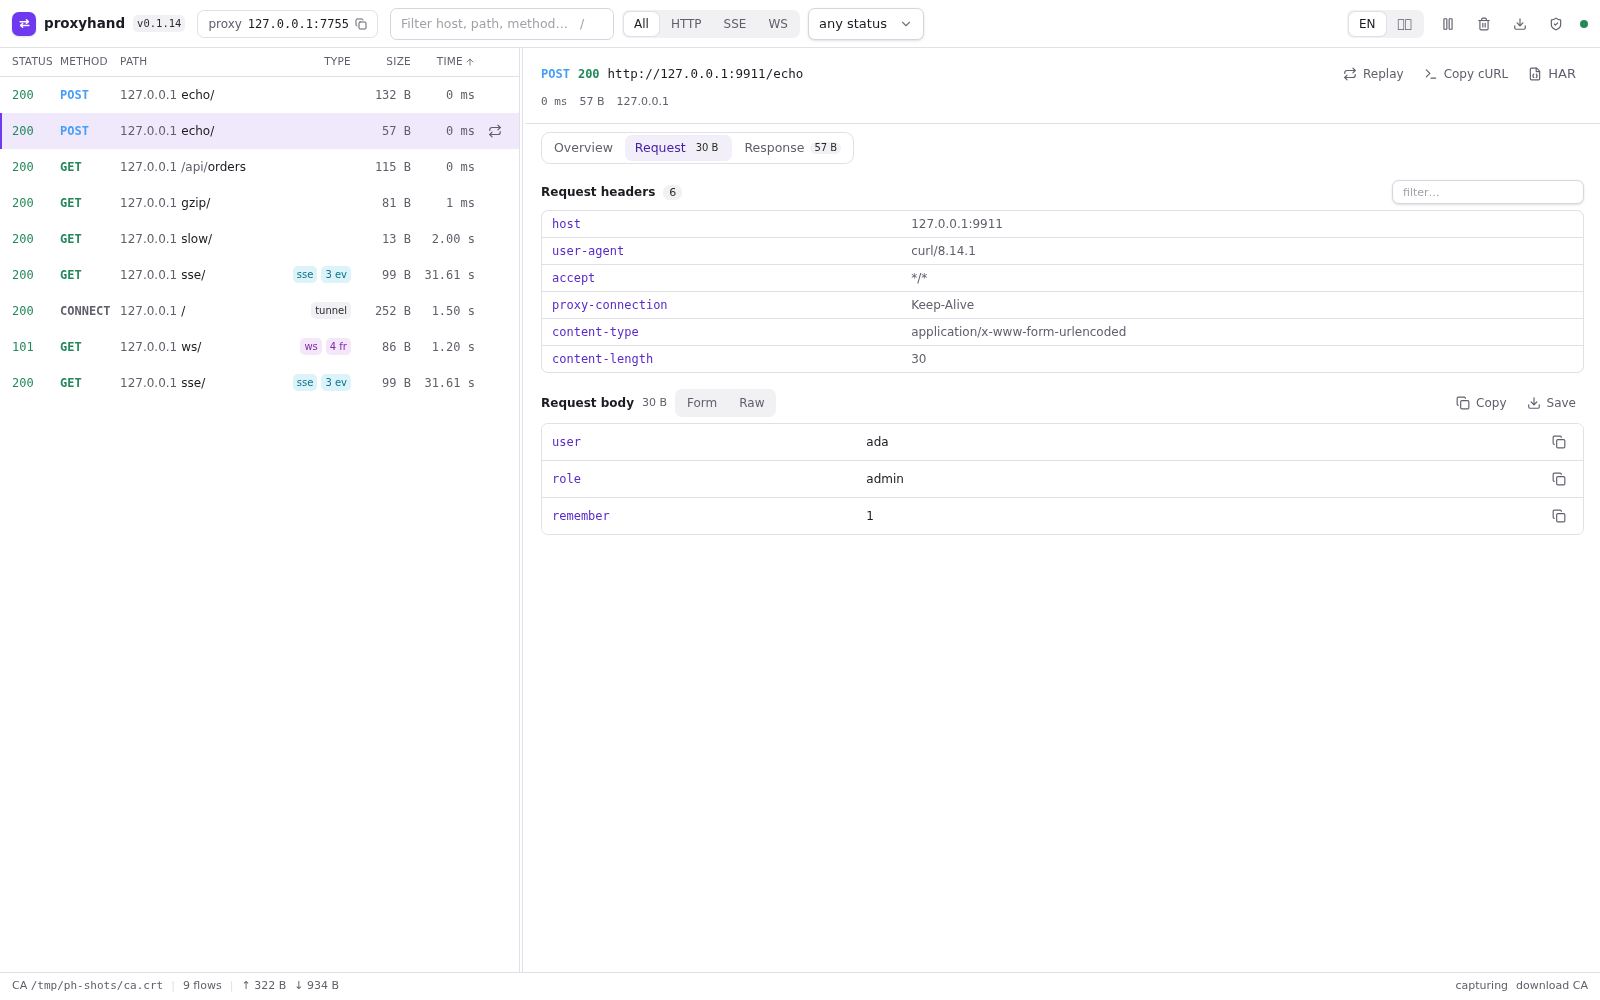 proxyhand v0.1.14 proxy 127.0.0.1:7755 Filter host, path, method… / All HTTP SSE WS any status EN
STATUS METHOD PATH TYPE SIZE TIME ↑
200 POST 127.0.0.1 echo/ 132 B 0 ms
200 POST 127.0.0.1 echo/ 57 B 0 ms
200 GET 127.0.0.1 /api/orders 115 B 0 ms
200 GET 127.0.0.1 gzip/ 81 B 1 ms
200 GET 127.0.0.1 slow/ 13 B 2.00 s
200 GET 127.0.0.1 sse/ sse 3 ev 99 B 31.61 s
200 CONNECT 127.0.0.1 / tunnel 252 B 1.50 s
101 GET 127.0.0.1 ws/ ws 4 fr 86 B 1.20 s
200 GET 127.0.0.1 sse/ sse 3 ev 99 B 31.61 s
POST 200 http://127.0.0.1:9911/echo Replay Copy cURL HAR
0 ms 57 B 127.0.0.1
Overview Request 30 B Response 57 B
Request headers 6 filter…
host 127.0.0.1:9911
user-agent curl/8.14.1
accept */*
proxy-connection Keep-Alive
content-type application/x-www-form-urlencoded
content-length 30
Request body 30 B Form Raw Copy Save
user ada
role admin
remember 1
CA /tmp/ph-shots/ca.crt | 9 flows | ↑ 322 B ↓ 934 B capturing download CA